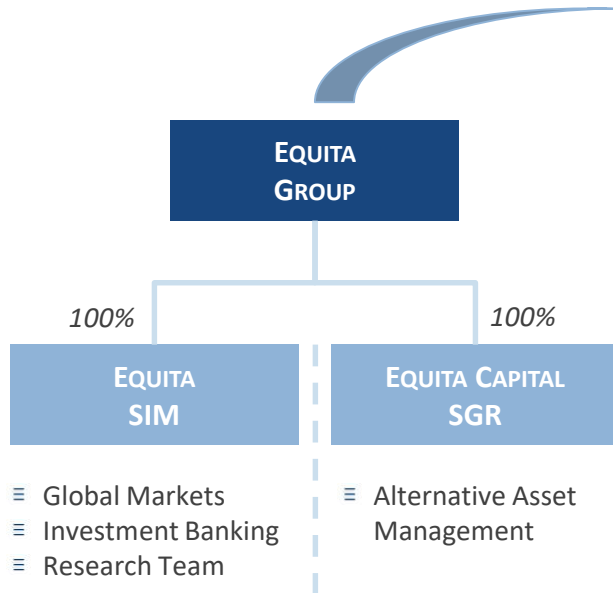 EQUITA
GROUP
100%
100%
EQUITA
SIM
EQUITA CAPITAL
SGR
Global Markets
Investment Banking
Research Team
Alternative Asset
Management